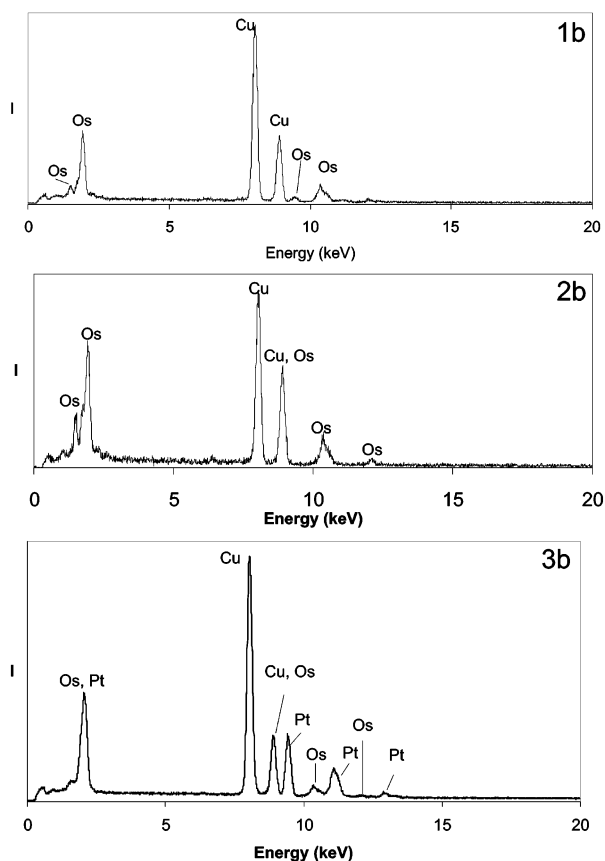 1b
Cu
Os
Cu
Os
Os
Os
I
0 5 10 15 20
Energy (keV)
2b
Cu
Os
Cu, Os
Os
Os
Os
I
0 5 10 15 20
Energy (keV)
3b
Cu
Os, Pt
Cu, Os
Pt
Os
Os
Pt
Pt
I
0 5 10 15 20
Energy (keV)